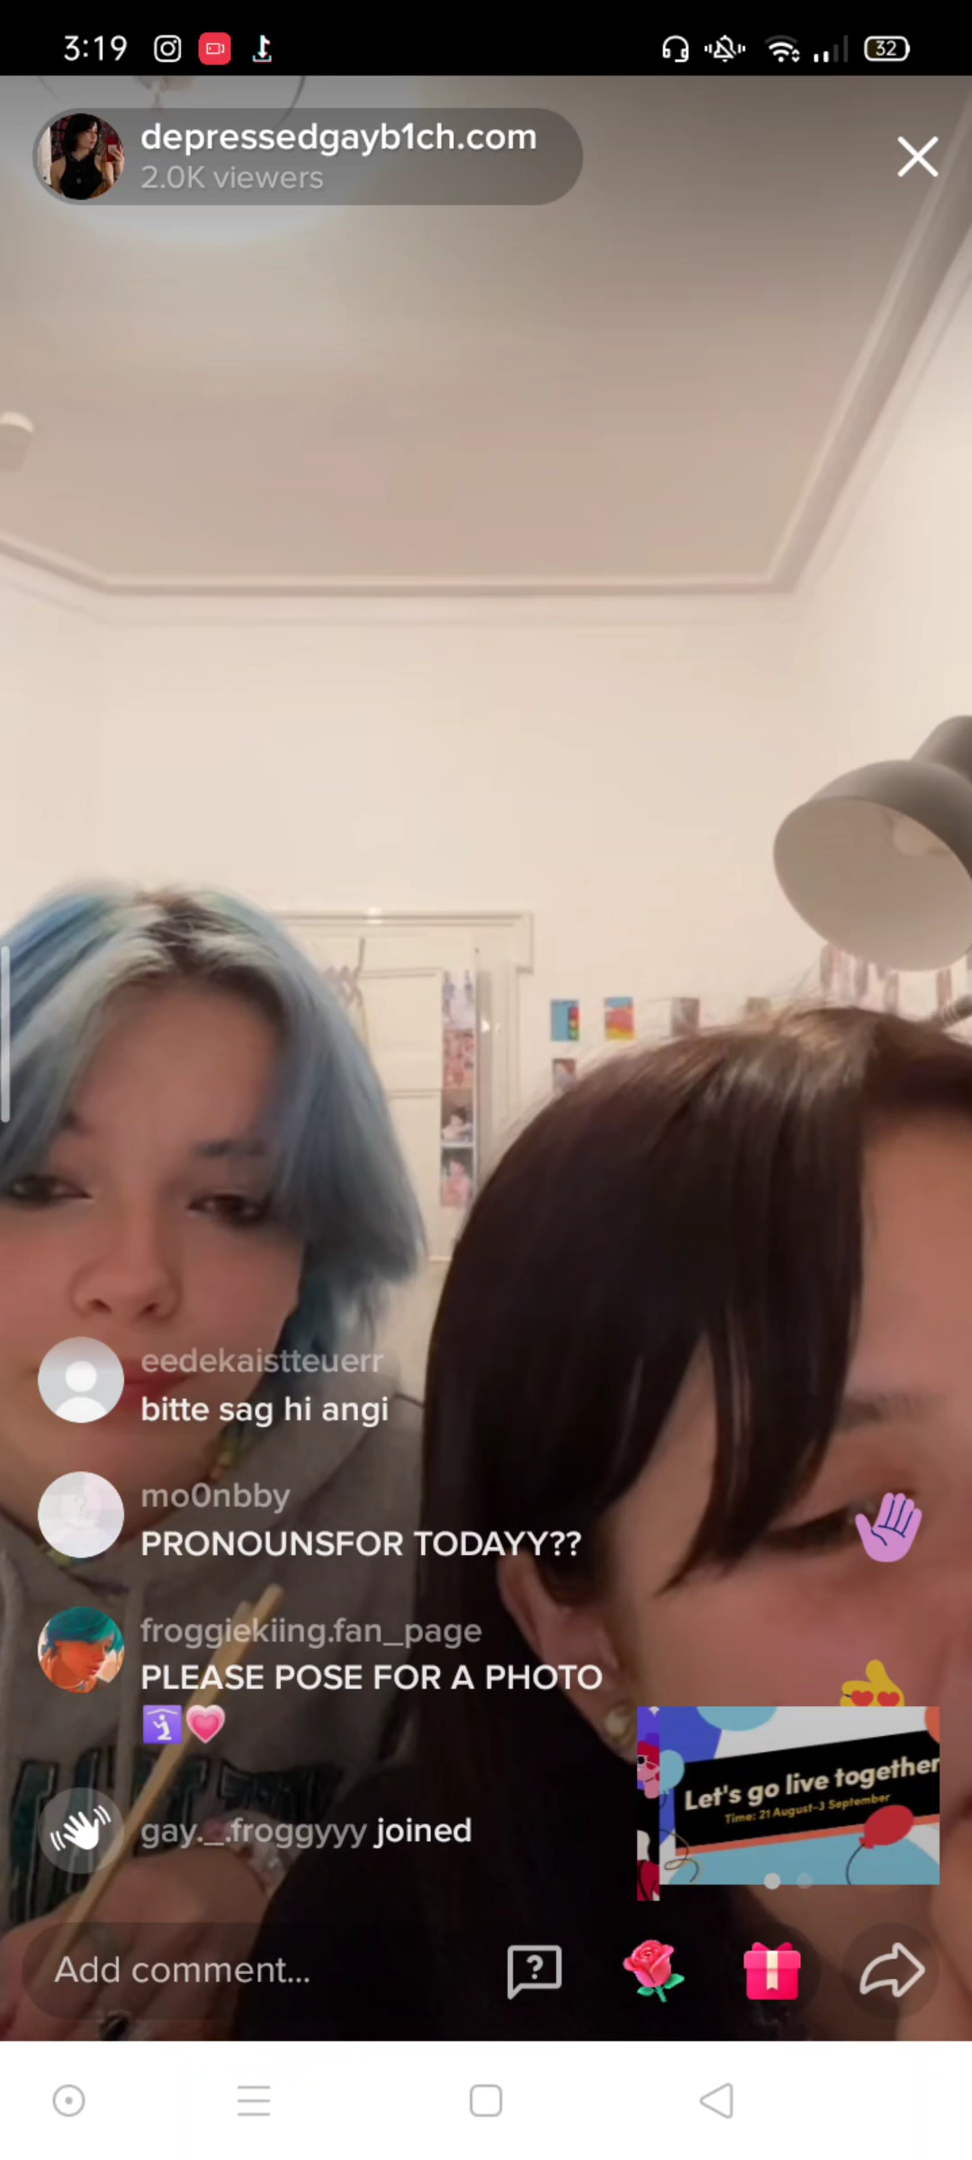 3:19
32
depressedgayb1ch.com
2.0K viewers
eedekaistteuerr
bitte sag hi angi
mo0nbby
PRONOUNSFOR TODAYY??
froggiekiing.fan_page
PLEASE POSE FOR A PHOTO
🛐💗
Let's go live together
Time: 21 August-3 September
gay._.froggyyy joined
Add comment...